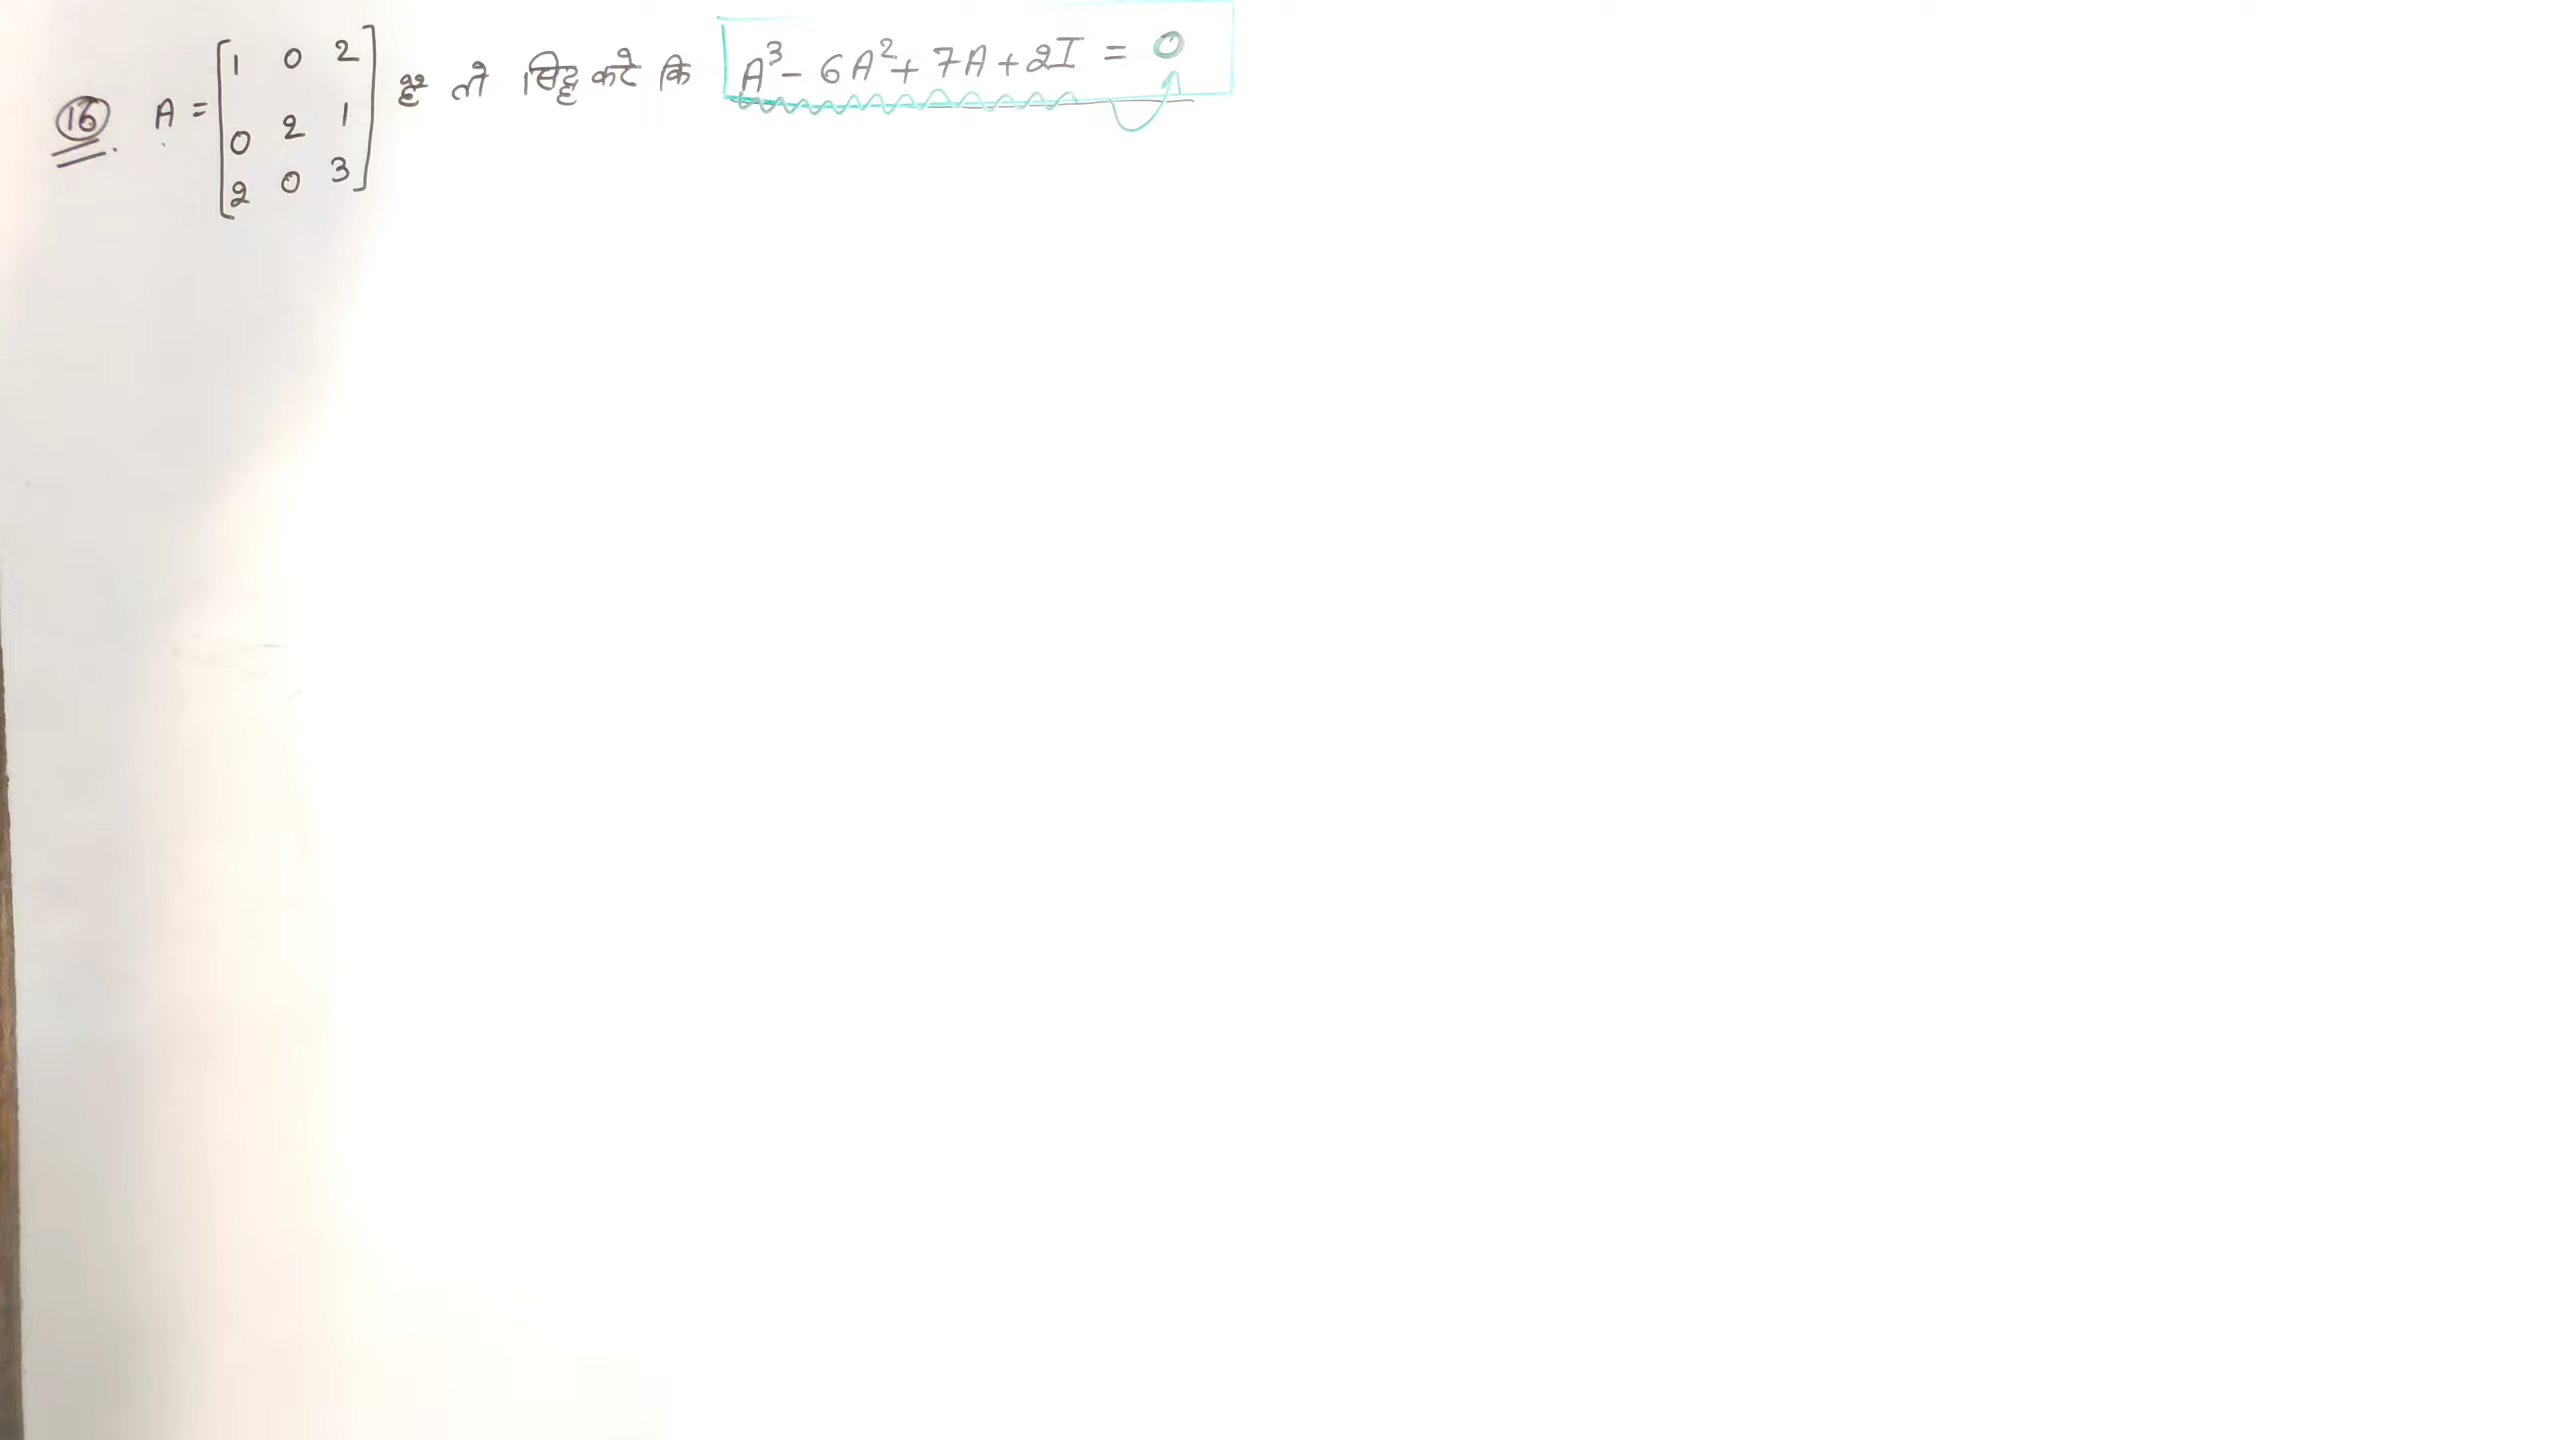 16. A = [1 0 2
0 2 1
2 0 3] है तो सिद्ध करे कि A³ - 6A² + 7A + 2I = 0